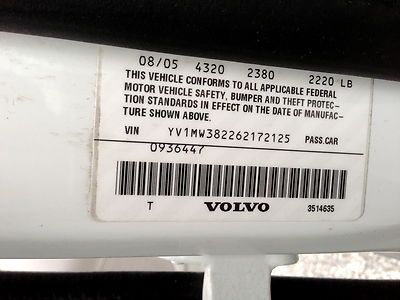 08/05 4320 2380 2220 LB
THIS VEHICLE CONFORMS TO ALL APPLICABLE FEDERAL
MOTOR VEHICLE SAFETY, BUMPER AND THEFT PROTEC-
TION STANDARDS IN EFFECT ON THE DATE OF MANUFAC-
TURE SHOWN ABOVE.
VIN YV1MW382262172125 PASS.CAR
0936447
T VOLVO 3514635